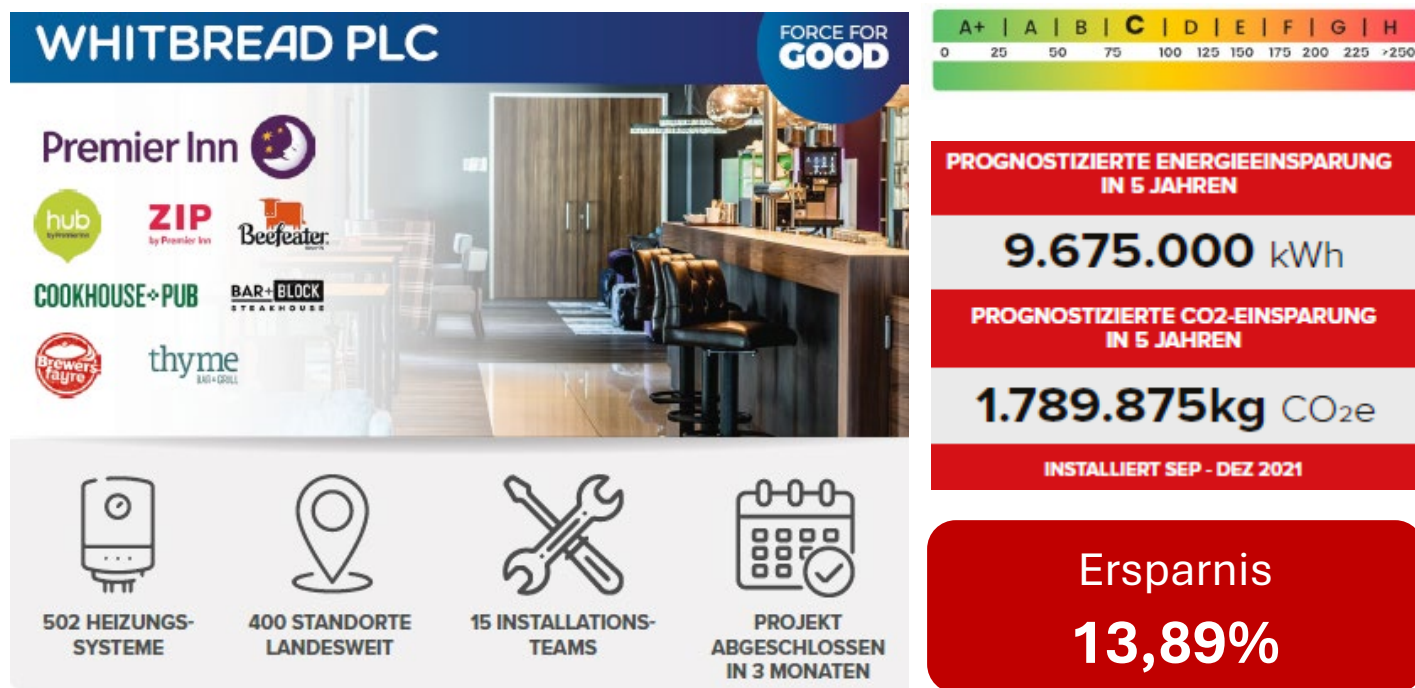 WHITBREAD PLC
FORCE FOR
GOOD
Premier Inn
hub
by Premier Inn
ZIP
by Premier Inn
Beefeater
COOKHOUSE+PUB
BAR+BLOCK
STEAKHOUSE
Brewers
fayre
thyme
BAR+GRILL
502 HEIZUNGS-
SYSTEME
400 STANDORTE
LANDESWEIT
15 INSTALLATIONS-
TEAMS
PROJEKT
ABGESCHLOSSEN
IN 3 MONATEN
A+ | A | B | C | D | E | F | G | H
0 25 50 75 100 125 150 175 200 225 >250
PROGNOSTIZIERTE ENERGIEEINSPARUNG
IN 5 JAHREN
9.675.000 kWh
PROGNOSTIZIERTE CO2-EINSPARUNG
IN 5 JAHREN
1.789.875kg CO₂e
INSTALLIERT SEP - DEZ 2021
Ersparnis
13,89%